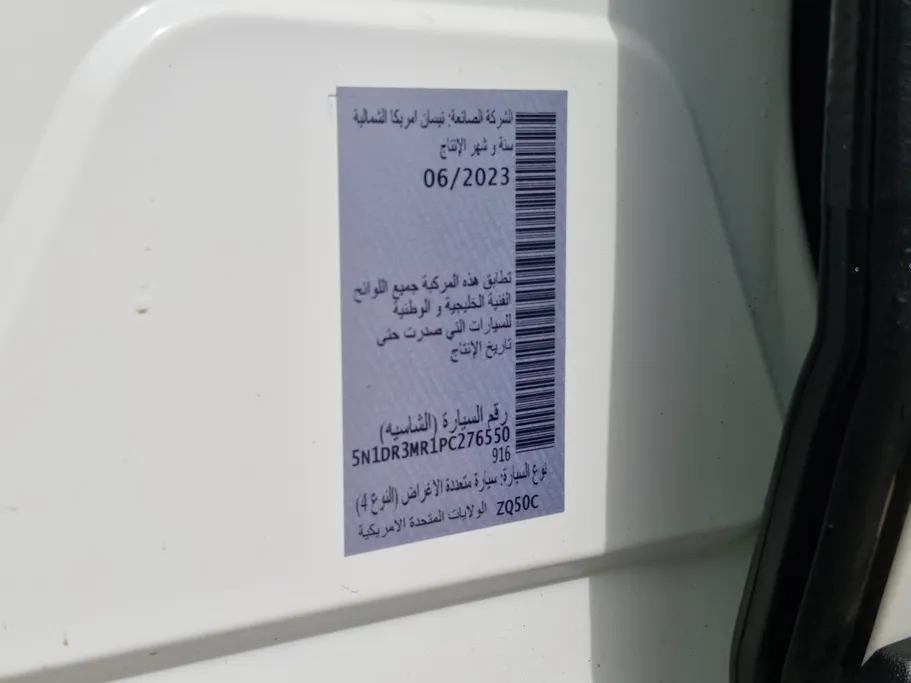 الشركة الصانعة: نيسان امريكا الشمالية
سنة و شهر الإنتاج
06/2023
تطابق هذه المركبة جميع اللوائح
الفنية الخليجية و الوطنية
للسيارات التي صدرت حتى
تاريخ الإنتاج
رقم السيارة (الشاسيه)
5N1DR3MR1PC276550
916
نوع السيارة: سيارة متعددة الاغراض (النوع 4)
ZQ50C الولايات المتحدة الامريكية